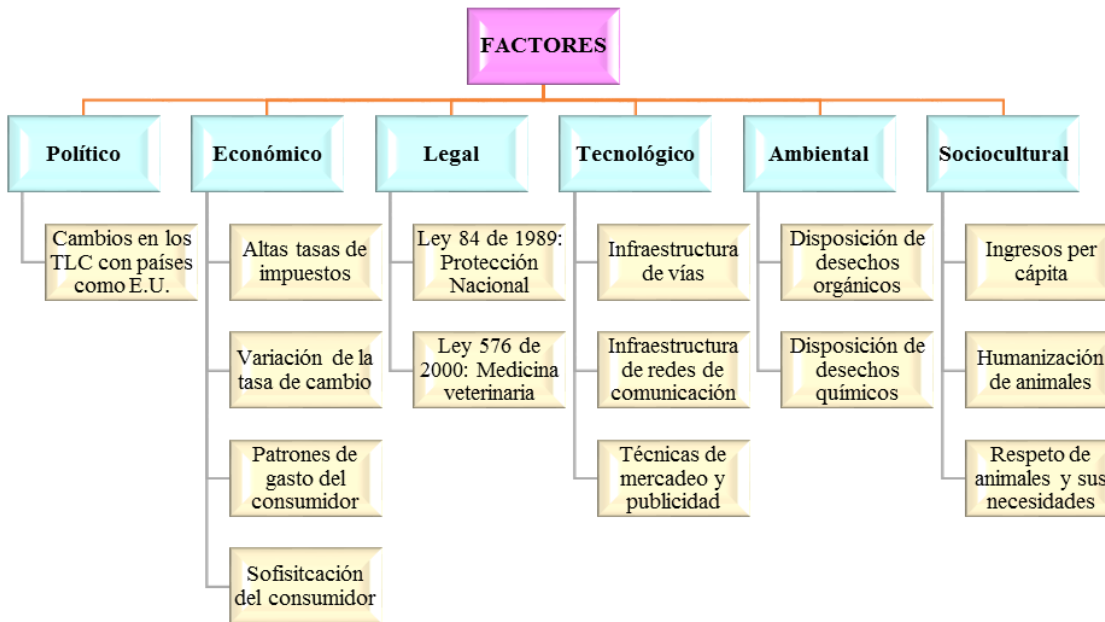 FACTORES
Político
Económico
Legal
Tecnológico
Ambiental
Sociocultural
Cambios en los
TLC con países
como E.U.
Altas tasas de
impuestos
Variación de la
tasa de cambio
Patrones de
gasto del
consumidor
Sofisitcación
del consumidor
Ley 84 de 1989:
Protección
Nacional
Ley 576 de
2000: Medicina
veterinaria
Infraestructura
de vías
Infraestructura
de redes de
comunicación
Técnicas de
mercadeo y
publicidad
Disposición de
desechos
orgánicos
Disposición de
desechos
químicos
Ingresos per
cápita
Humanización
de animales
Respeto de
animales y sus
necesidades